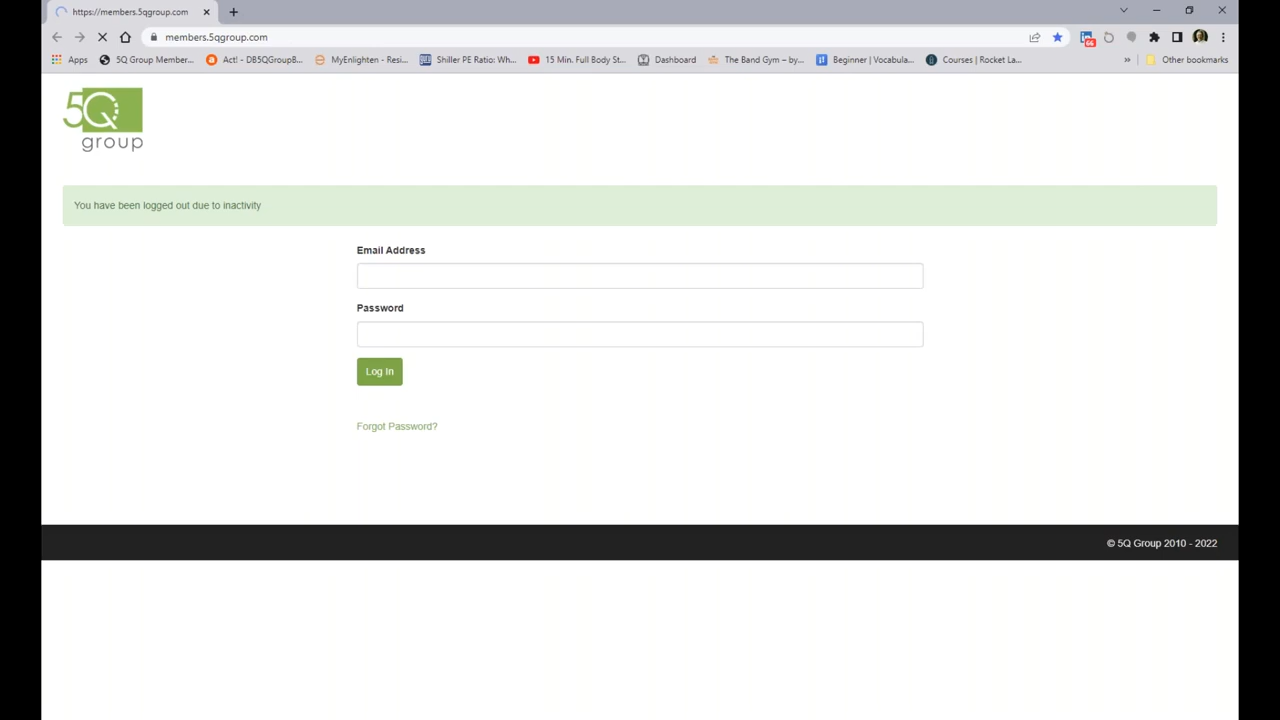 https://members.5qgroup.com
members.5qgroup.com
66
Apps
5Q Group Member...
Act! - DB5QGroupB...
MyEnlighten - Resi...
Shiller PE Ratio: Wh...
15 Min. Full Body St...
Dashboard
The Band Gym – by...
Beginner | Vocabula...
Courses | Rocket La...
»
Other bookmarks
5Q
group
You have been logged out due to inactivity
Email Address
Password
Log In
Forgot Password?
© 5Q Group 2010 - 2022